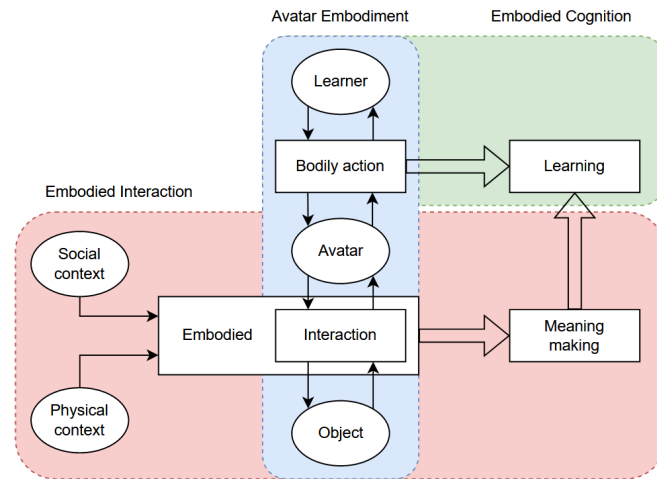 Avatar Embodiment
Embodied Cognition
Learner
Bodily action
Learning
Embodied Interaction
Social
context
Avatar
Embodied
Interaction
Meaning
making
Physical
context
Object